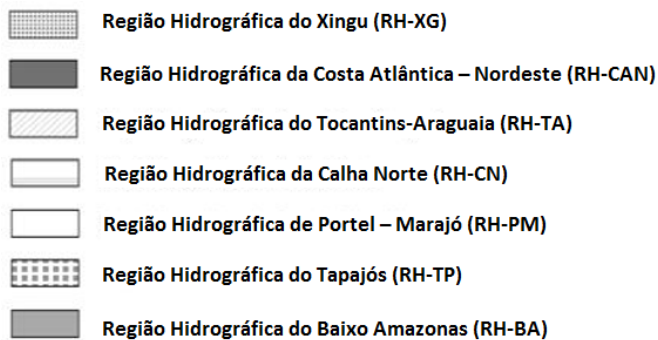 Região Hidrográfica do Xingu (RH-XG)
Região Hidrográfica da Costa Atlântica – Nordeste (RH-CAN)
Região Hidrográfica do Tocantins-Araguaia (RH-TA)
Região Hidrográfica da Calha Norte (RH-CN)
Região Hidrográfica de Portel – Marajó (RH-PM)
Região Hidrográfica do Tapajós (RH-TP)
Região Hidrográfica do Baixo Amazonas (RH-BA)